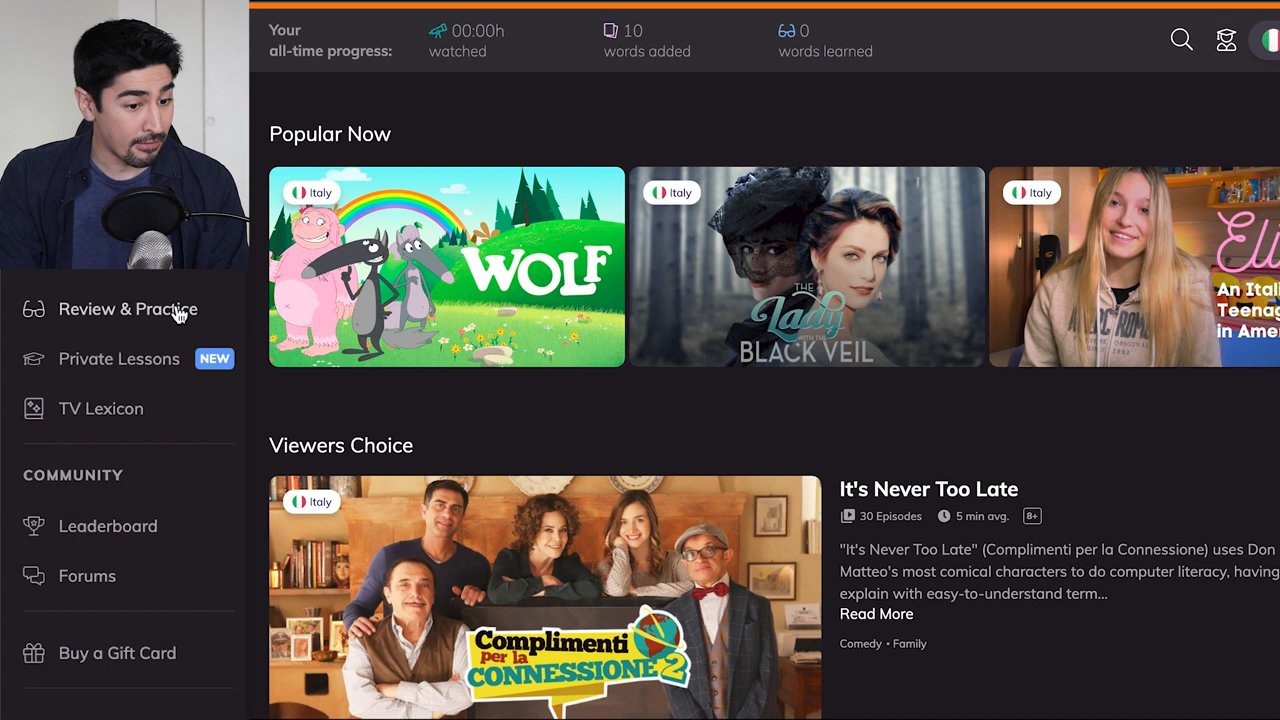 Your
all-time progress:
00:00h
watched
10
words added
0
words learned
Popular Now
Italy
WOLF
Italy
THE
Lady
WITH THE
BLACK VEIL
Italy
Eli
An Ital
Teenag
in Amer
Review & Practice
Private Lessons
NEW
TV Lexicon
COMMUNITY
Leaderboard
Forums
Buy a Gift Card
Viewers Choice
Italy
Complimenti
per la
CONNESSIONE 2
It's Never Too Late
30 Episodes
5 min avg.
8+
"It's Never Too Late" (Complimenti per la Connessione) uses Don
Matteo's most comical characters to do computer literacy, having
explain with easy-to-understand term...
Read More
Comedy • Family